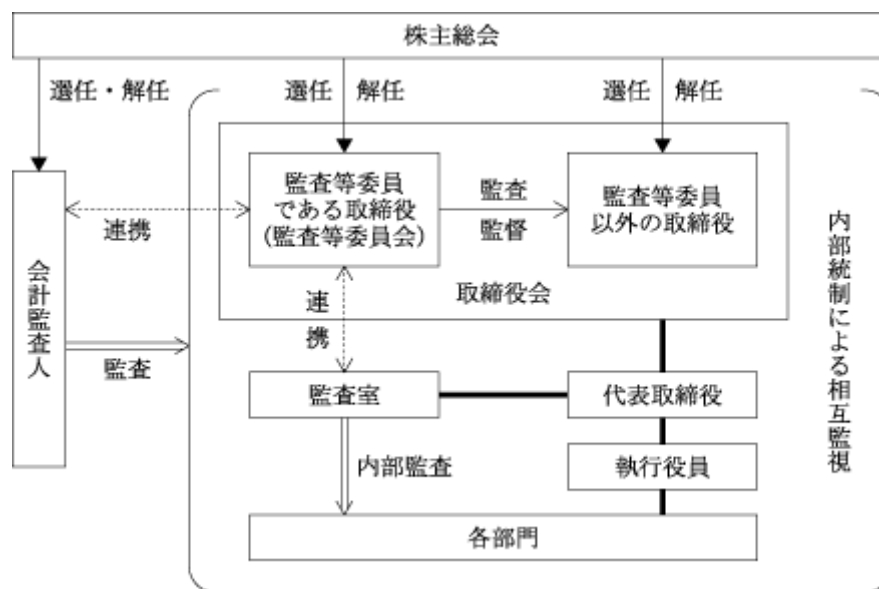 株主総会
選任・解任
選任 解任
選任 解任
監査等委員
である取締役
(監査等委員会)
監査
監督
監査等委員
以外の取締役
連携
取締役会
連
携
会計監査人
監査
監査室
代表取締役
内部監査
執行役員
各部門
内部統制による相互監視